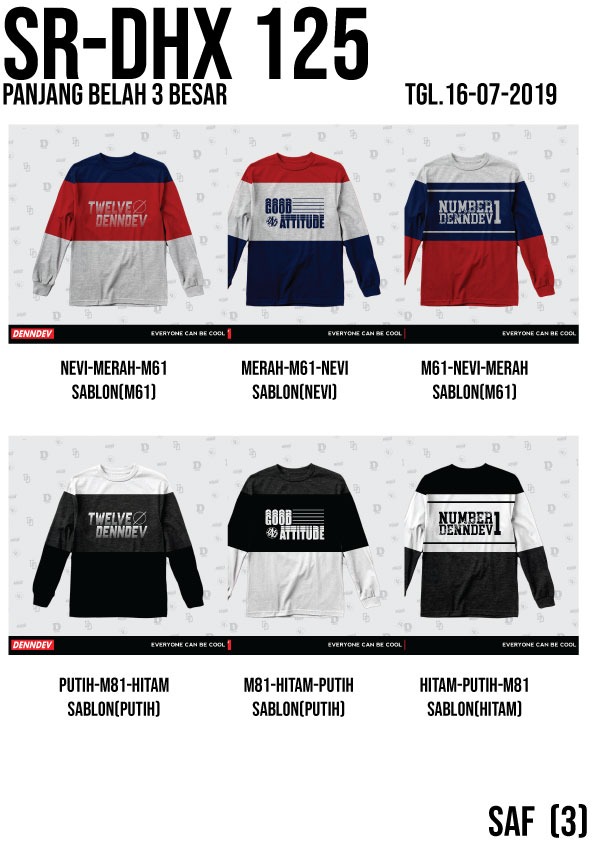 SR-DHX 125
PANJANG BELAH 3 BESAR TGL.16-07-2019
TWELVE DENNDEV
GOOD ATTITUDE
NUMBER DENNDEV 1
DENNDEV EVERYONE CAN BE COOL EVERYONE CAN BE COOL EVERYONE CAN BE COOL
NEVI-MERAH-M61 MERAH-M61-NEVI M61-NEVI-MERAH
SABLON(M61) SABLON(NEVI) SABLON(M61)
TWELVE DENNDEV
GOOD ATTITUDE
NUMBER DENNDEV 1
DENNDEV EVERYONE CAN BE COOL EVERYONE CAN BE COOL EVERYONE CAN BE COOL
PUTIH-M81-HITAM M81-HITAM-PUTIH HITAM-PUTIH-M81
SABLON(PUTIH) SABLON(PUTIH) SABLON(HITAM)
SAF (3)